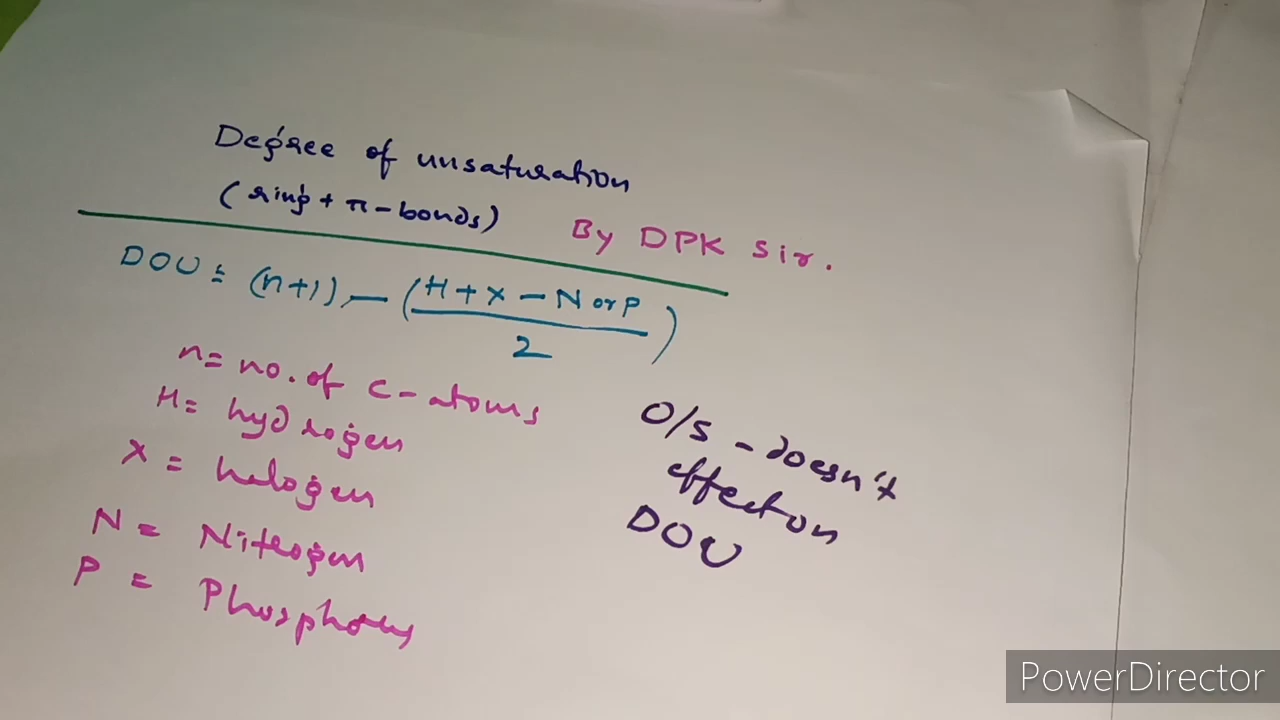 Degree of unsaturation
(ring + π-bonds)
By DPK Sir.
DOU = (n+1) - (H + X - N or P / 2)
n = no. of C-atoms
H = hydrogen
X = halogen
N = Nitrogen
P = Phosphorus
O/S - doesn't
effect on
DOU
PowerDirector